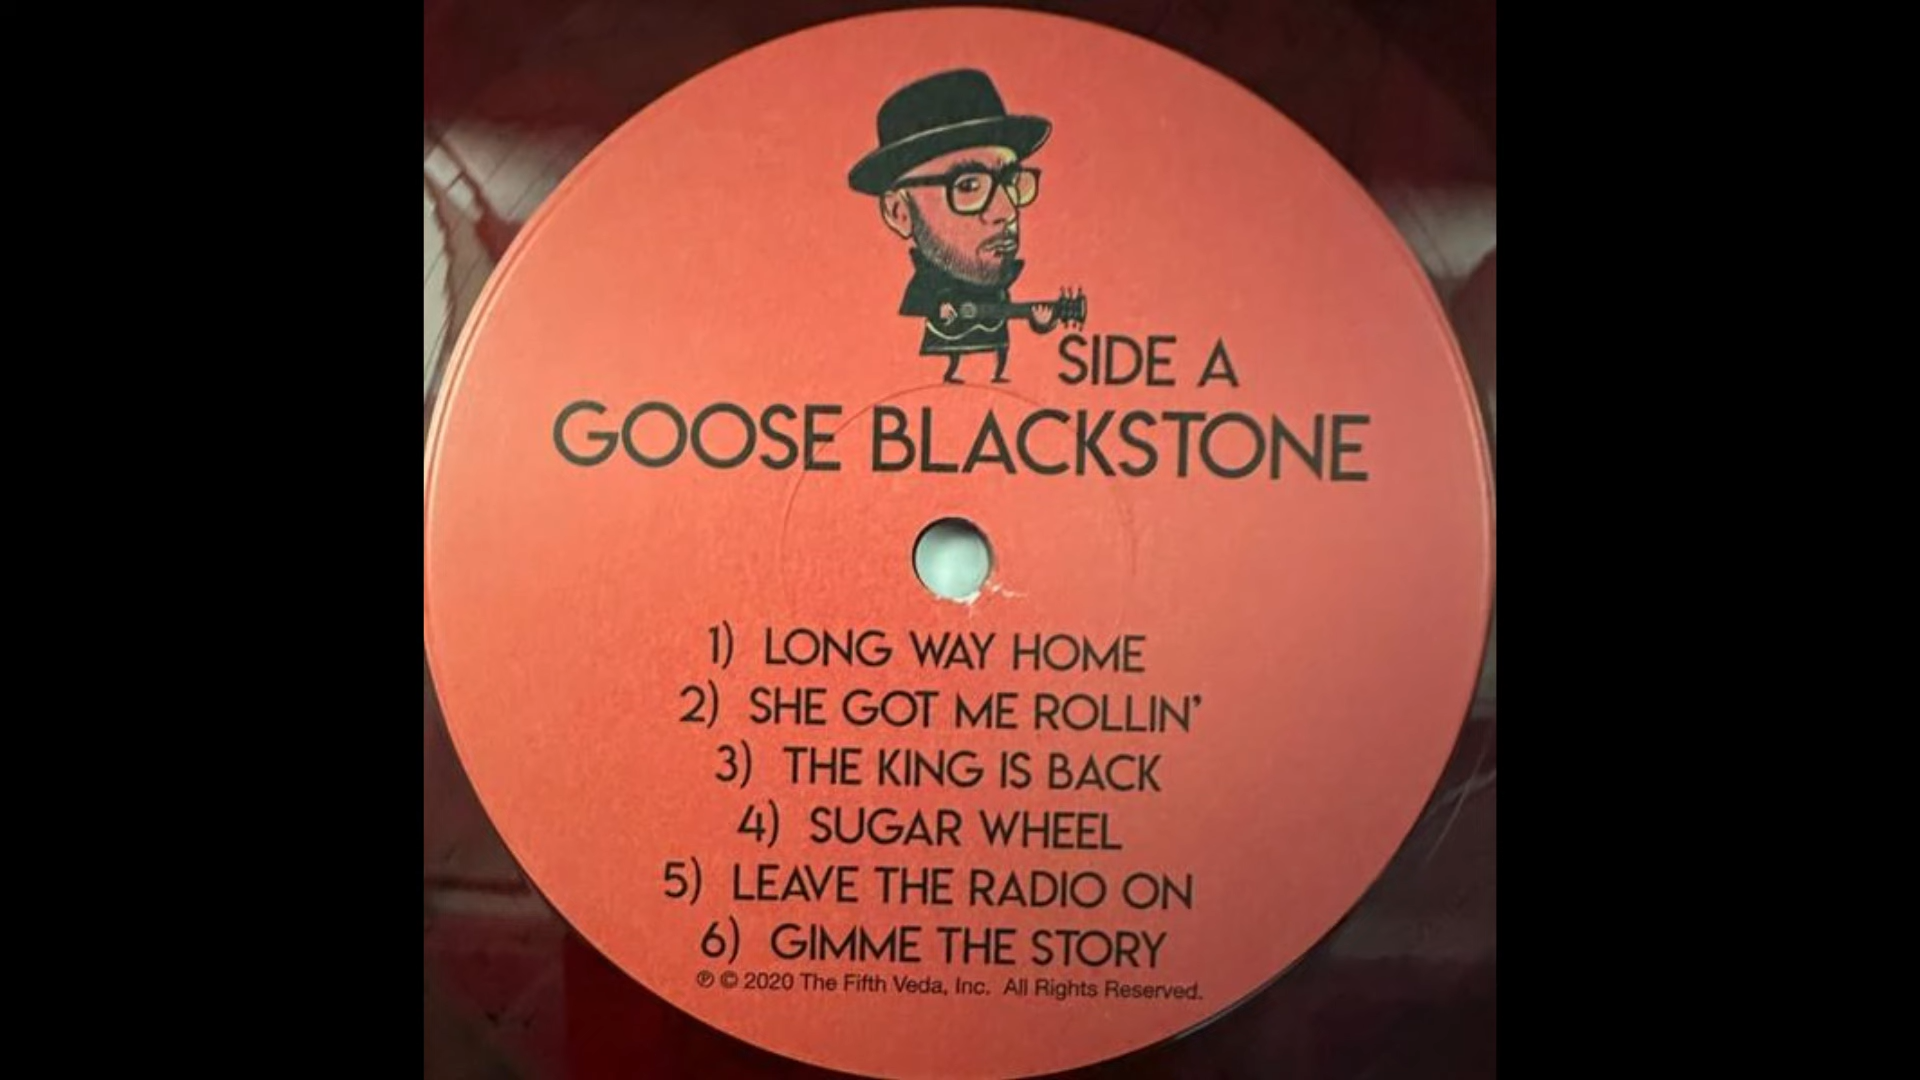 SIDE A
GOOSE BLACKSTONE
1) LONG WAY HOME
2) SHE GOT ME ROLLIN'
3) THE KING IS BACK
4) SUGAR WHEEL
5) LEAVE THE RADIO ON
6) GIMME THE STORY
℗ © 2020 The Fifth Veda, Inc. All Rights Reserved.